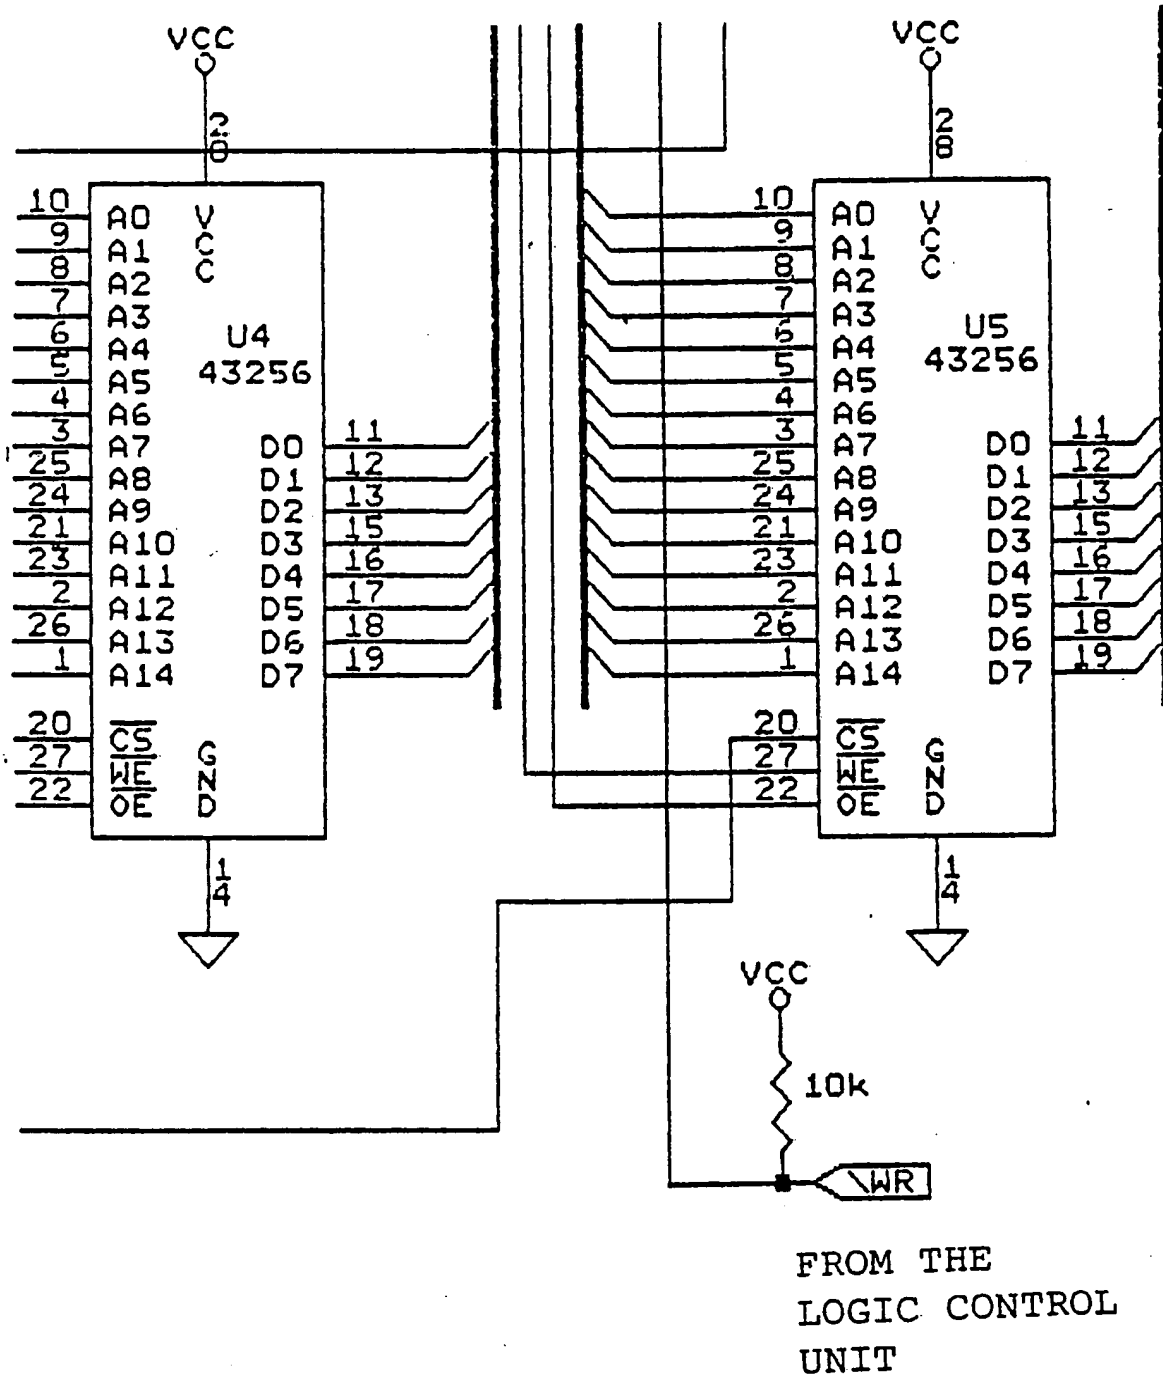 VCC
28
10 A0 V
9 A1 C
8 A2 C
7 A3
6 A4
5 A5
4 A6
3 A7
25 A8
24 A9
21 A10
23 A11
2 A12
26 A13
1 A14
20 CS G
27 WE N
22 OE D
U4
43256
D0 11
D1 12
D2 13
D3 15
D4 16
D5 17
D6 18
D7 19
14
VCC
28
10 A0 V
9 A1 C
8 A2 C
7 A3
6 A4
5 A5
4 A6
3 A7
25 A8
24 A9
21 A10
23 A11
2 A12
26 A13
1 A14
20 CS G
27 WE N
22 OE D
U5
43256
D0 11
D1 12
D2 13
D3 15
D4 16
D5 17
D6 18
D7 19
14
VCC
10k
\WR
FROM THE
LOGIC CONTROL
UNIT